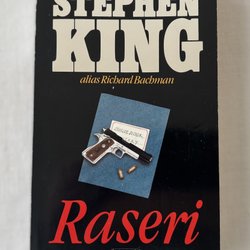 STEPHEN
KING
alias Richard Bachman
Raseri